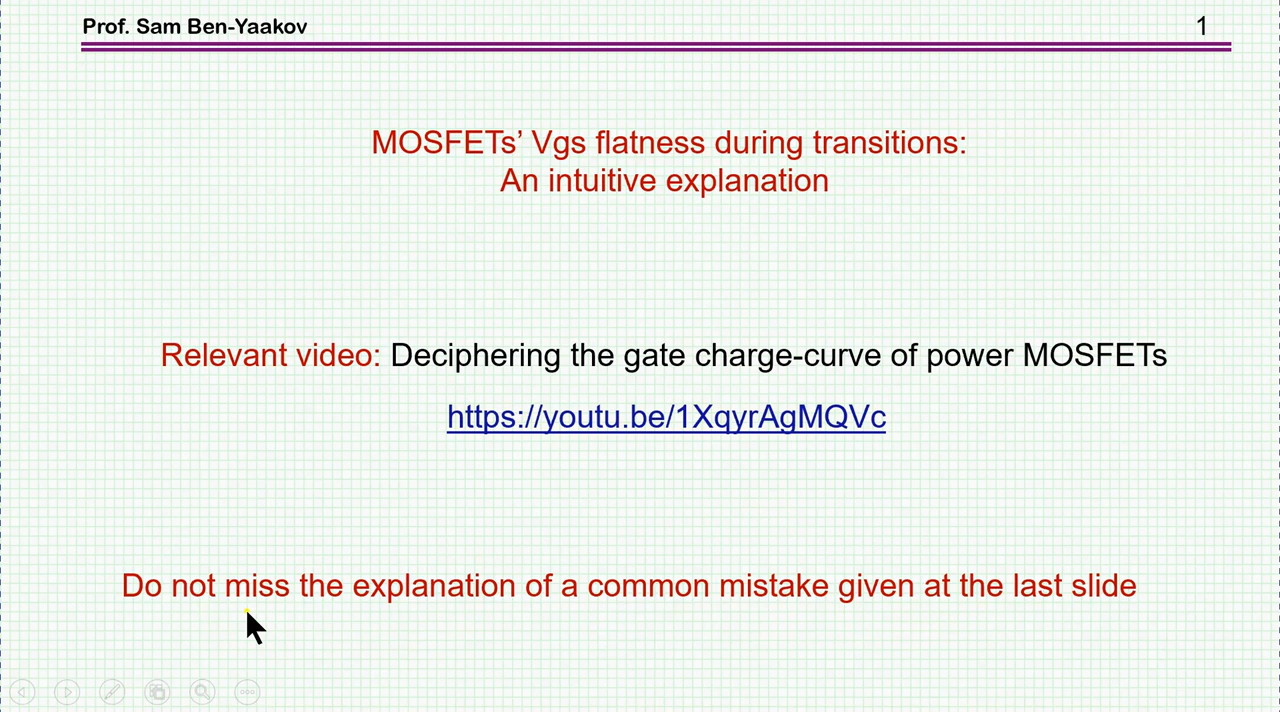 Prof. Sam Ben-Yaakov
1
MOSFETs’ Vgs flatness during transitions:
An intuitive explanation
Relevant video: Deciphering the gate charge-curve of power MOSFETs
https://youtu.be/1XqyrAgMQVc
Do not miss the explanation of a common mistake given at the last slide